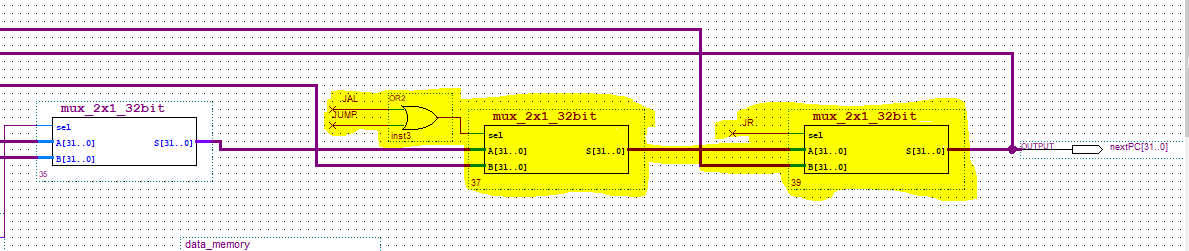 mux_2x1_32bit
sel
A[31..0]
S[31..0]
B[31..0]
35
JAL
JUMP
OR2
inst3
mux_2x1_32bit
sel
A[31..0]
S[31..0]
B[31..0]
37
JR
mux_2x1_32bit
sel
A[31..0]
S[31..0]
B[31..0]
39
OUTPUT
nextPC[31..0]
data_memory